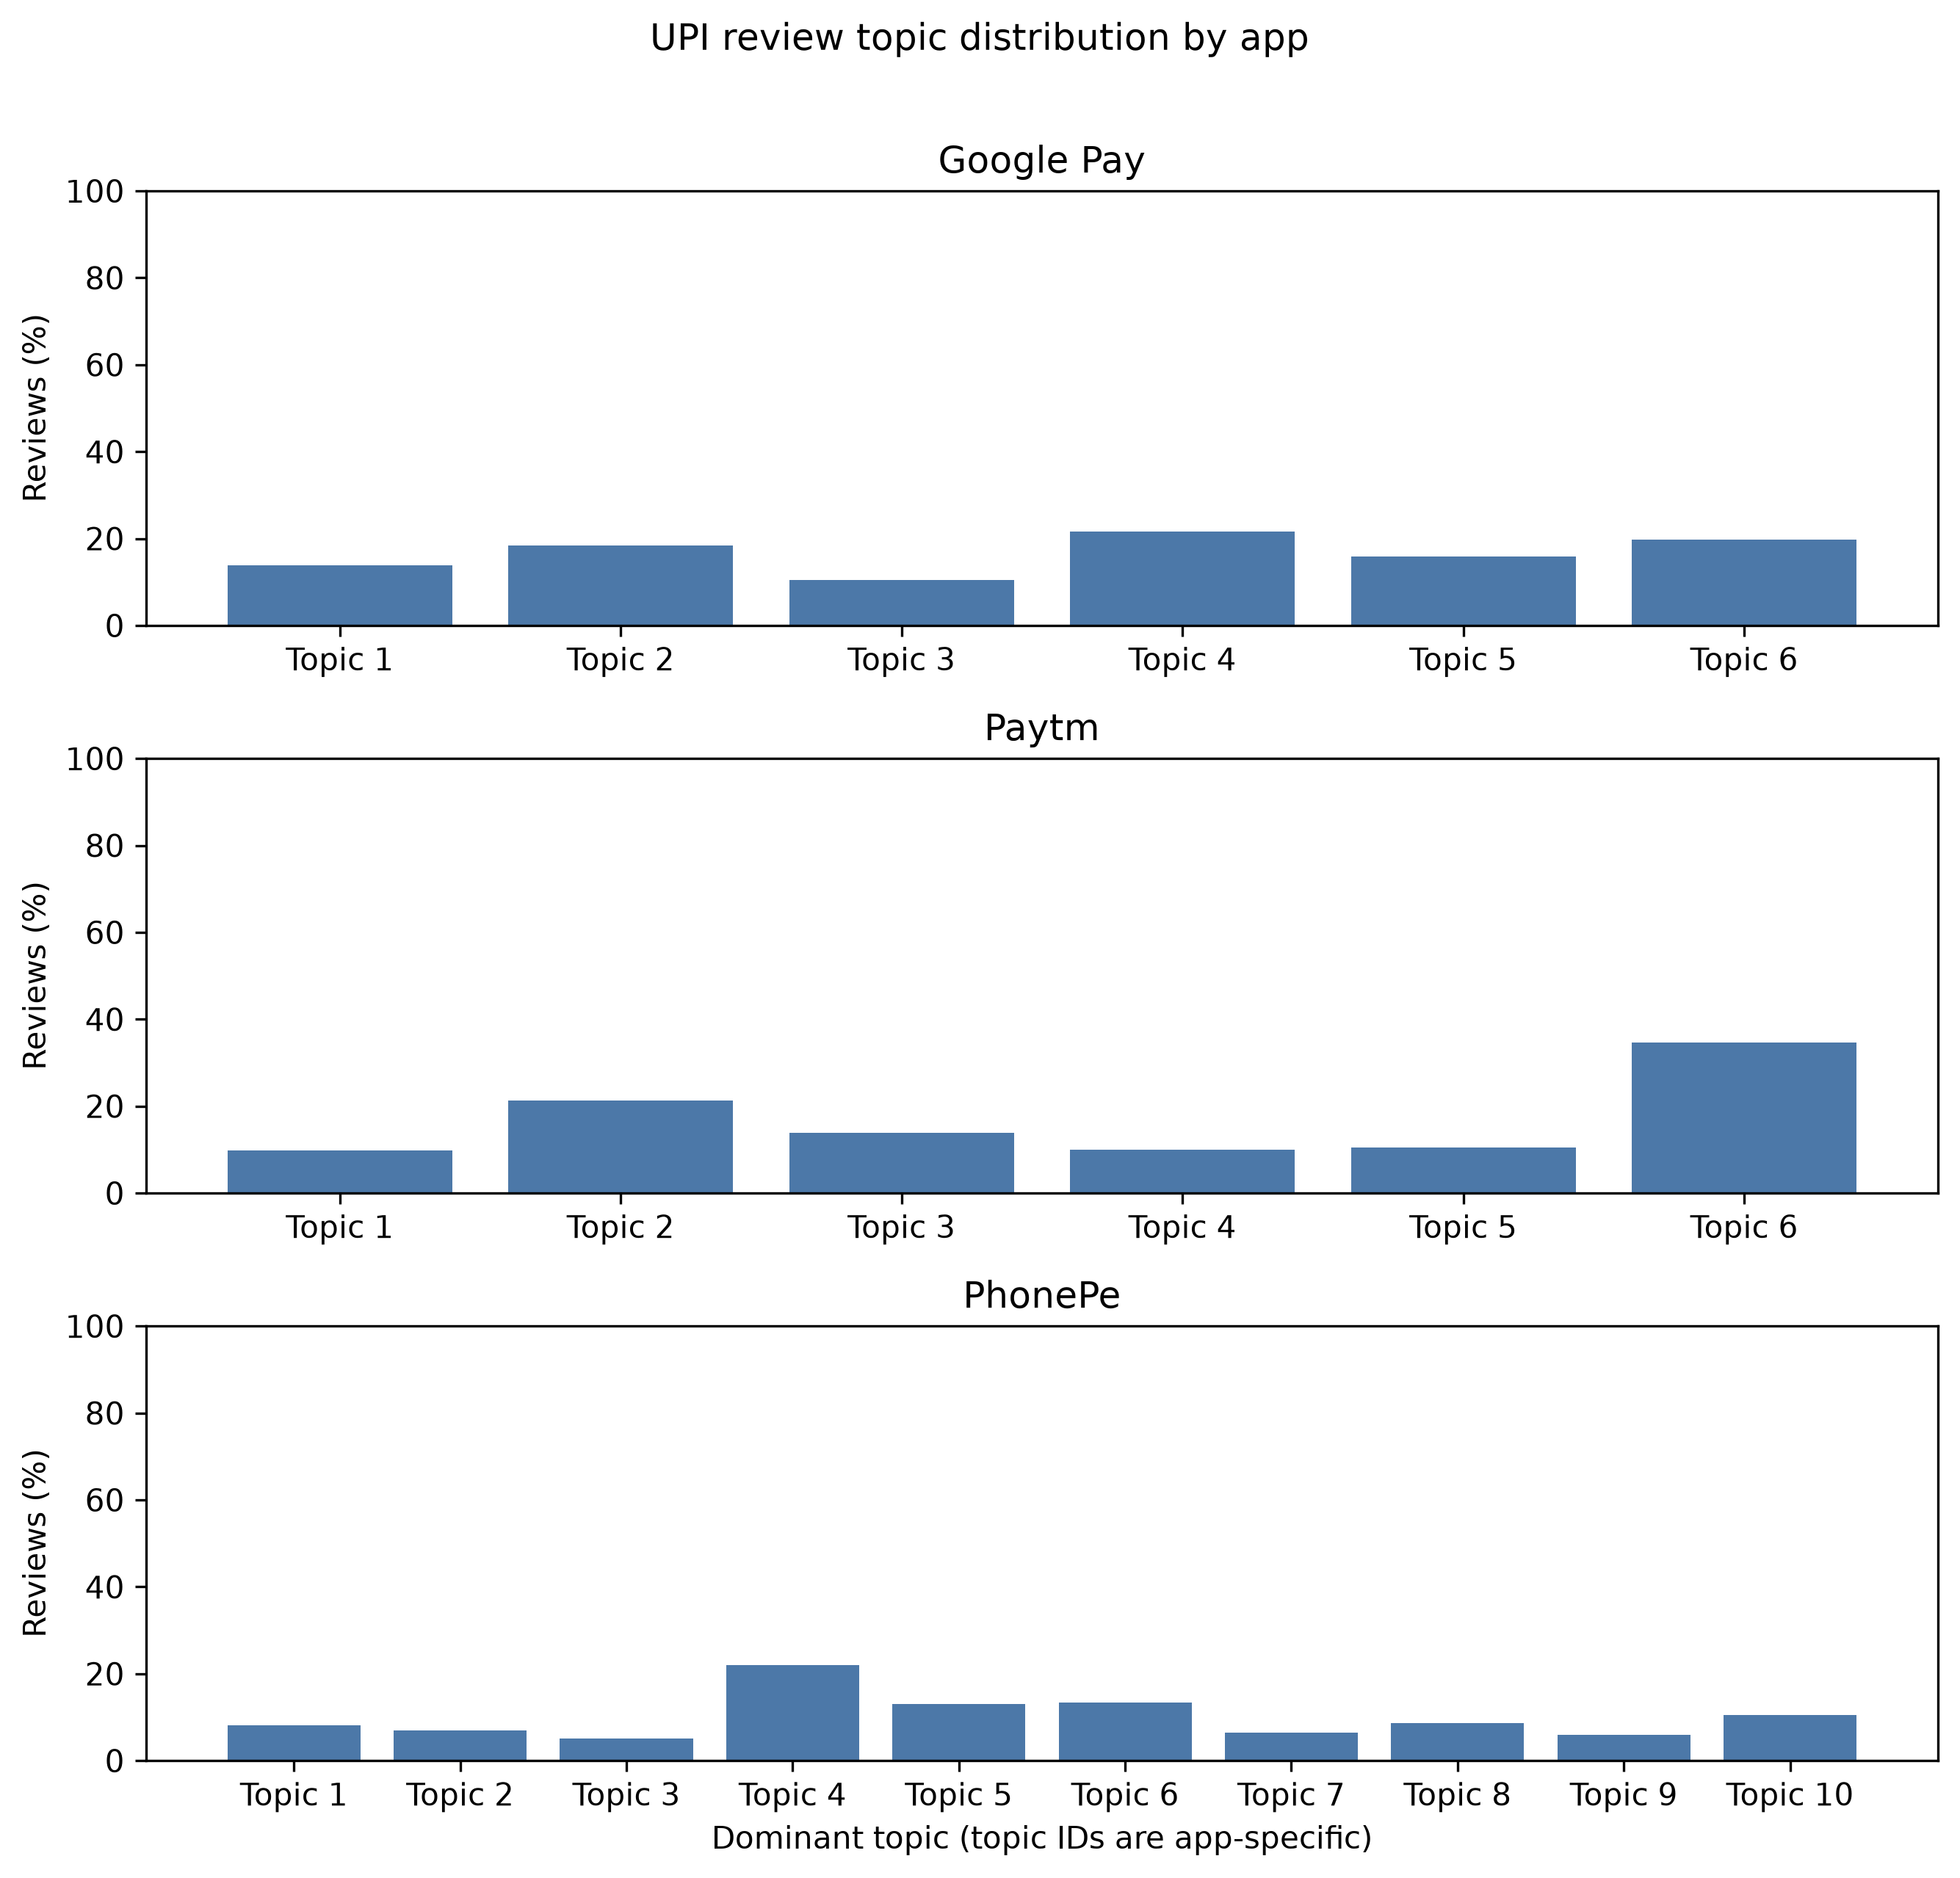 UPI review topic distribution by app
Google Pay
Reviews (%)
100
80
60
40
20
0
Topic 1 Topic 2 Topic 3 Topic 4 Topic 5 Topic 6
Paytm
Reviews (%)
100
80
60
40
20
0
Topic 1 Topic 2 Topic 3 Topic 4 Topic 5 Topic 6
PhonePe
Reviews (%)
100
80
60
40
20
0
Topic 1 Topic 2 Topic 3 Topic 4 Topic 5 Topic 6 Topic 7 Topic 8 Topic 9 Topic 10
Dominant topic (topic IDs are app-specific)